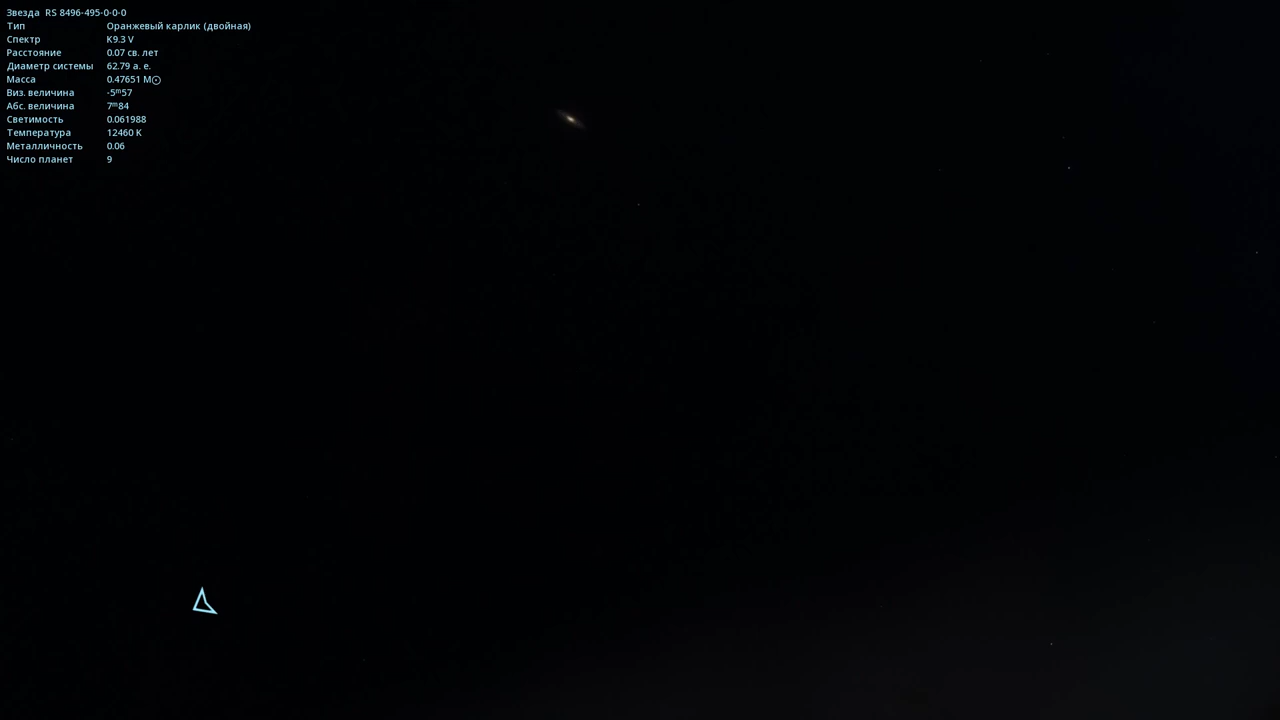 Звезда RS 8496-495-0-0-0
Тип Оранжевый карлик (двойная)
Спектр K9.3 V
Расстояние 0.07 св. лет
Диаметр системы 62.79 а. е.
Масса 0.47651 M☉
Виз. величина -5ᵐ57
Абс. величина 7ᵐ84
Светимость 0.061988
Температура 12460 K
Металличность 0.06
Число планет 9